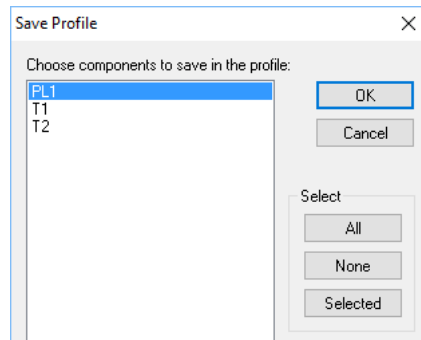 Save Profile
Choose components to save in the profile:
PL1
T1
T2
OK
Cancel
Select
All
None
Selected